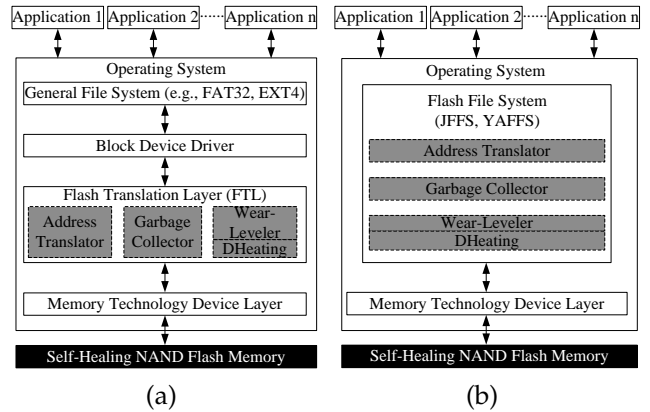 Application 1 Application 2 ...... Application n
Operating System
General File System (e.g., FAT32, EXT4)
Block Device Driver
Flash Translation Layer (FTL)
Address
Translator
Garbage
Collector
Wear-
Leveler
DHeating
Memory Technology Device Layer
Self-Healing NAND Flash Memory
(a)
Application 1 Application 2 ...... Application n
Operating System
Flash File System
(JFFS, YAFFS)
Address Translator
Garbage Collector
Wear-Leveler
DHeating
Memory Technology Device Layer
Self-Healing NAND Flash Memory
(b)